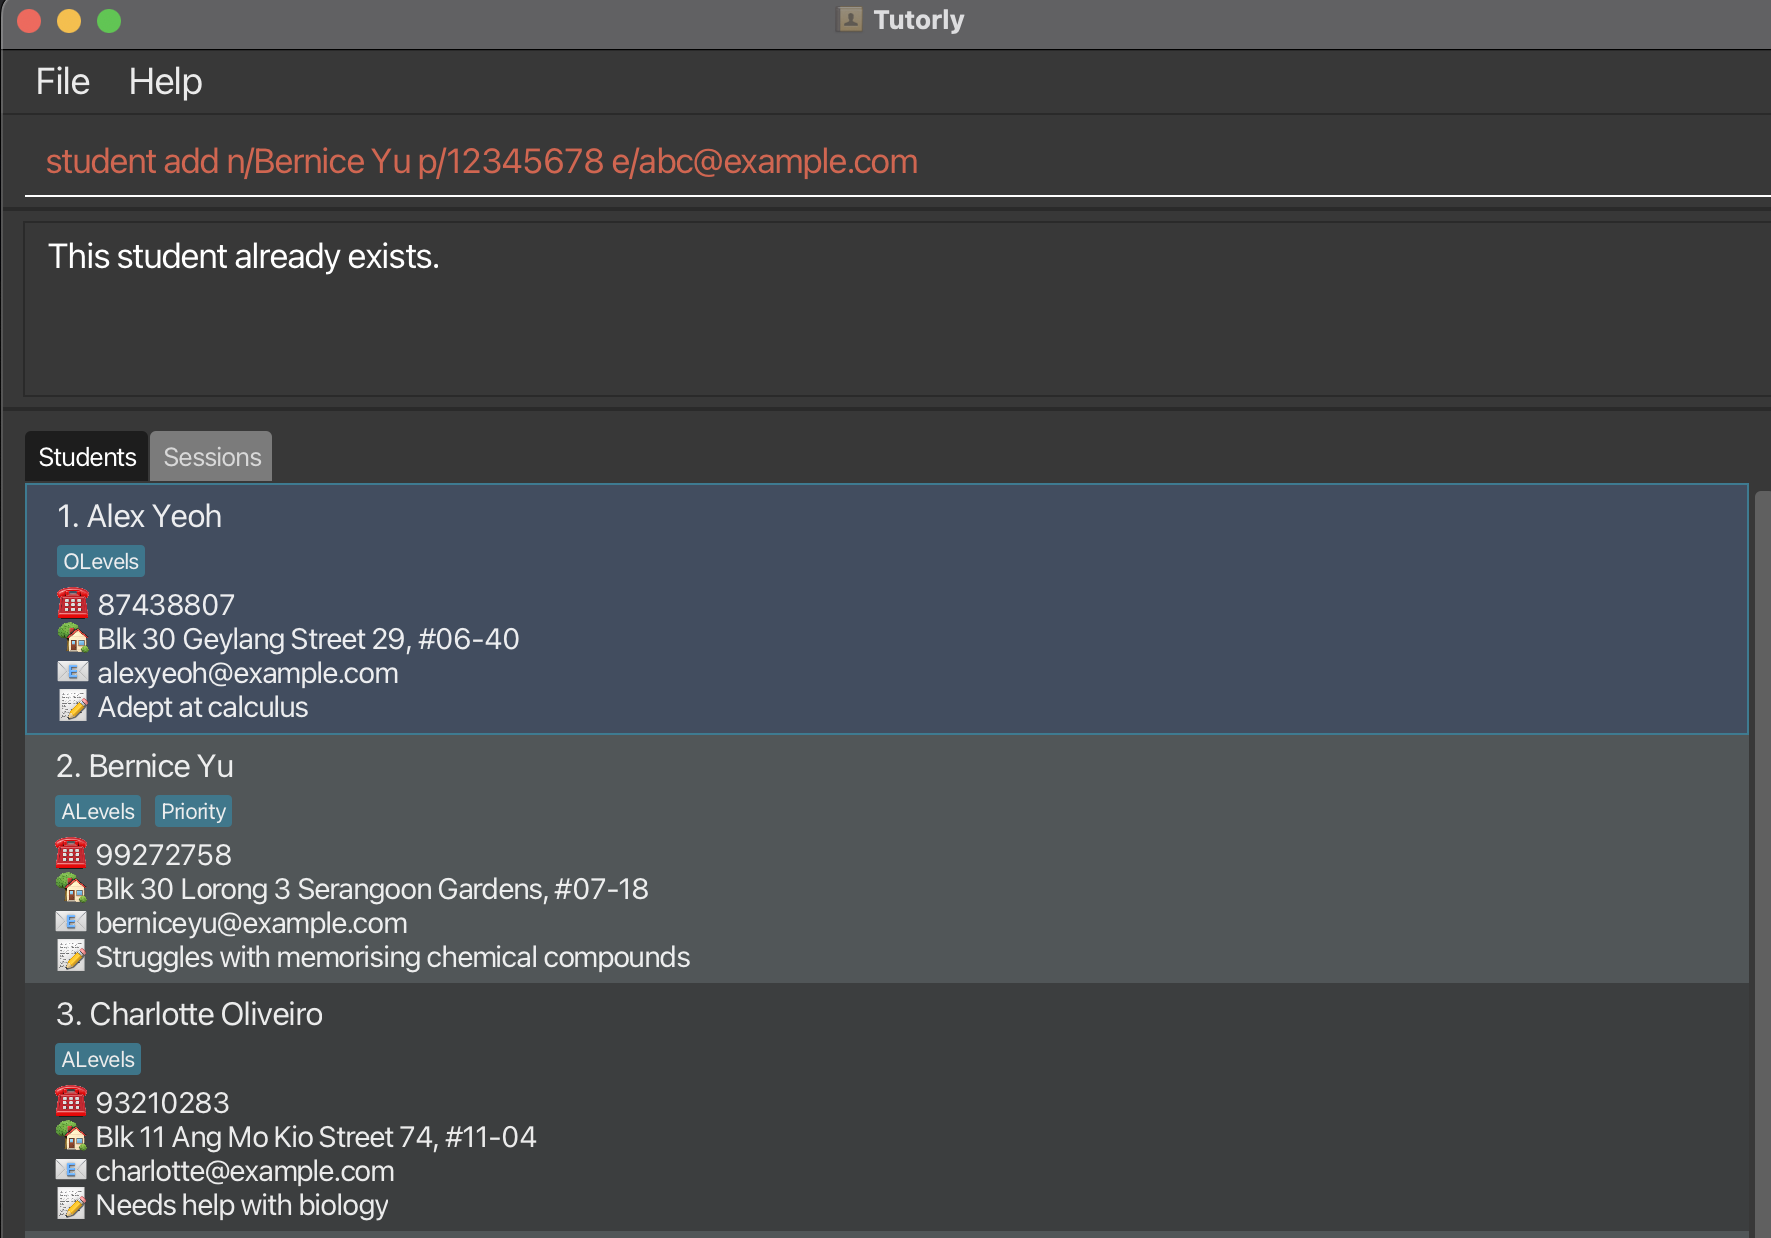 Tutorly
File Help
student add n/Bernice Yu p/12345678 e/abc@example.com
This student already exists.
Students Sessions
1. Alex Yeoh
OLevels
87438807
Blk 30 Geylang Street 29, #06-40
alexyeoh@example.com
Adept at calculus
2. Bernice Yu
ALevels Priority
99272758
Blk 30 Lorong 3 Serangoon Gardens, #07-18
berniceyu@example.com
Struggles with memorising chemical compounds
3. Charlotte Oliveiro
ALevels
93210283
Blk 11 Ang Mo Kio Street 74, #11-04
charlotte@example.com
Needs help with biology